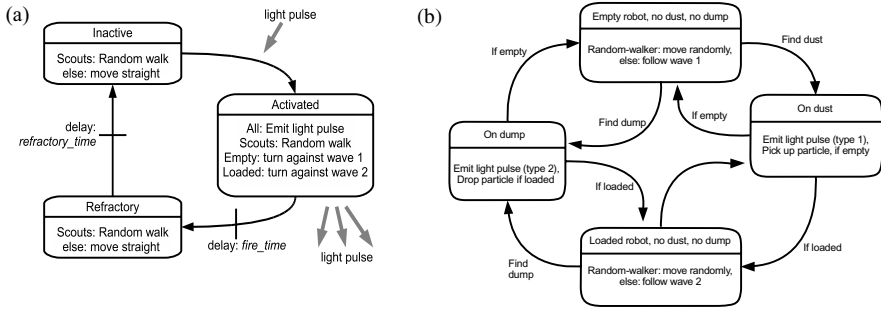 (a)
light pulse
Inactive
Scouts: Random walk
else: move straight
Activated
All: Emit light pulse
Scouts: Random walk
Empty: turn against wave 1
Loaded: turn against wave 2
delay:
refractory_time
Refractory
Scouts: Random walk
else: move straight
delay: fire_time
light pulse
(b)
Empty robot, no dust, no dump
Random-walker: move randomly,
else: follow wave 1
If empty
Find dust
Find dump
If empty
On dump
Emit light pulse (type 2),
Drop particle if loaded
On dust
Emit light pulse (type 1),
Pick up particle, if empty
If loaded
Loaded robot, no dust, no dump
Random-walker: move randomly,
else: follow wave 2
Find
dump
If loaded